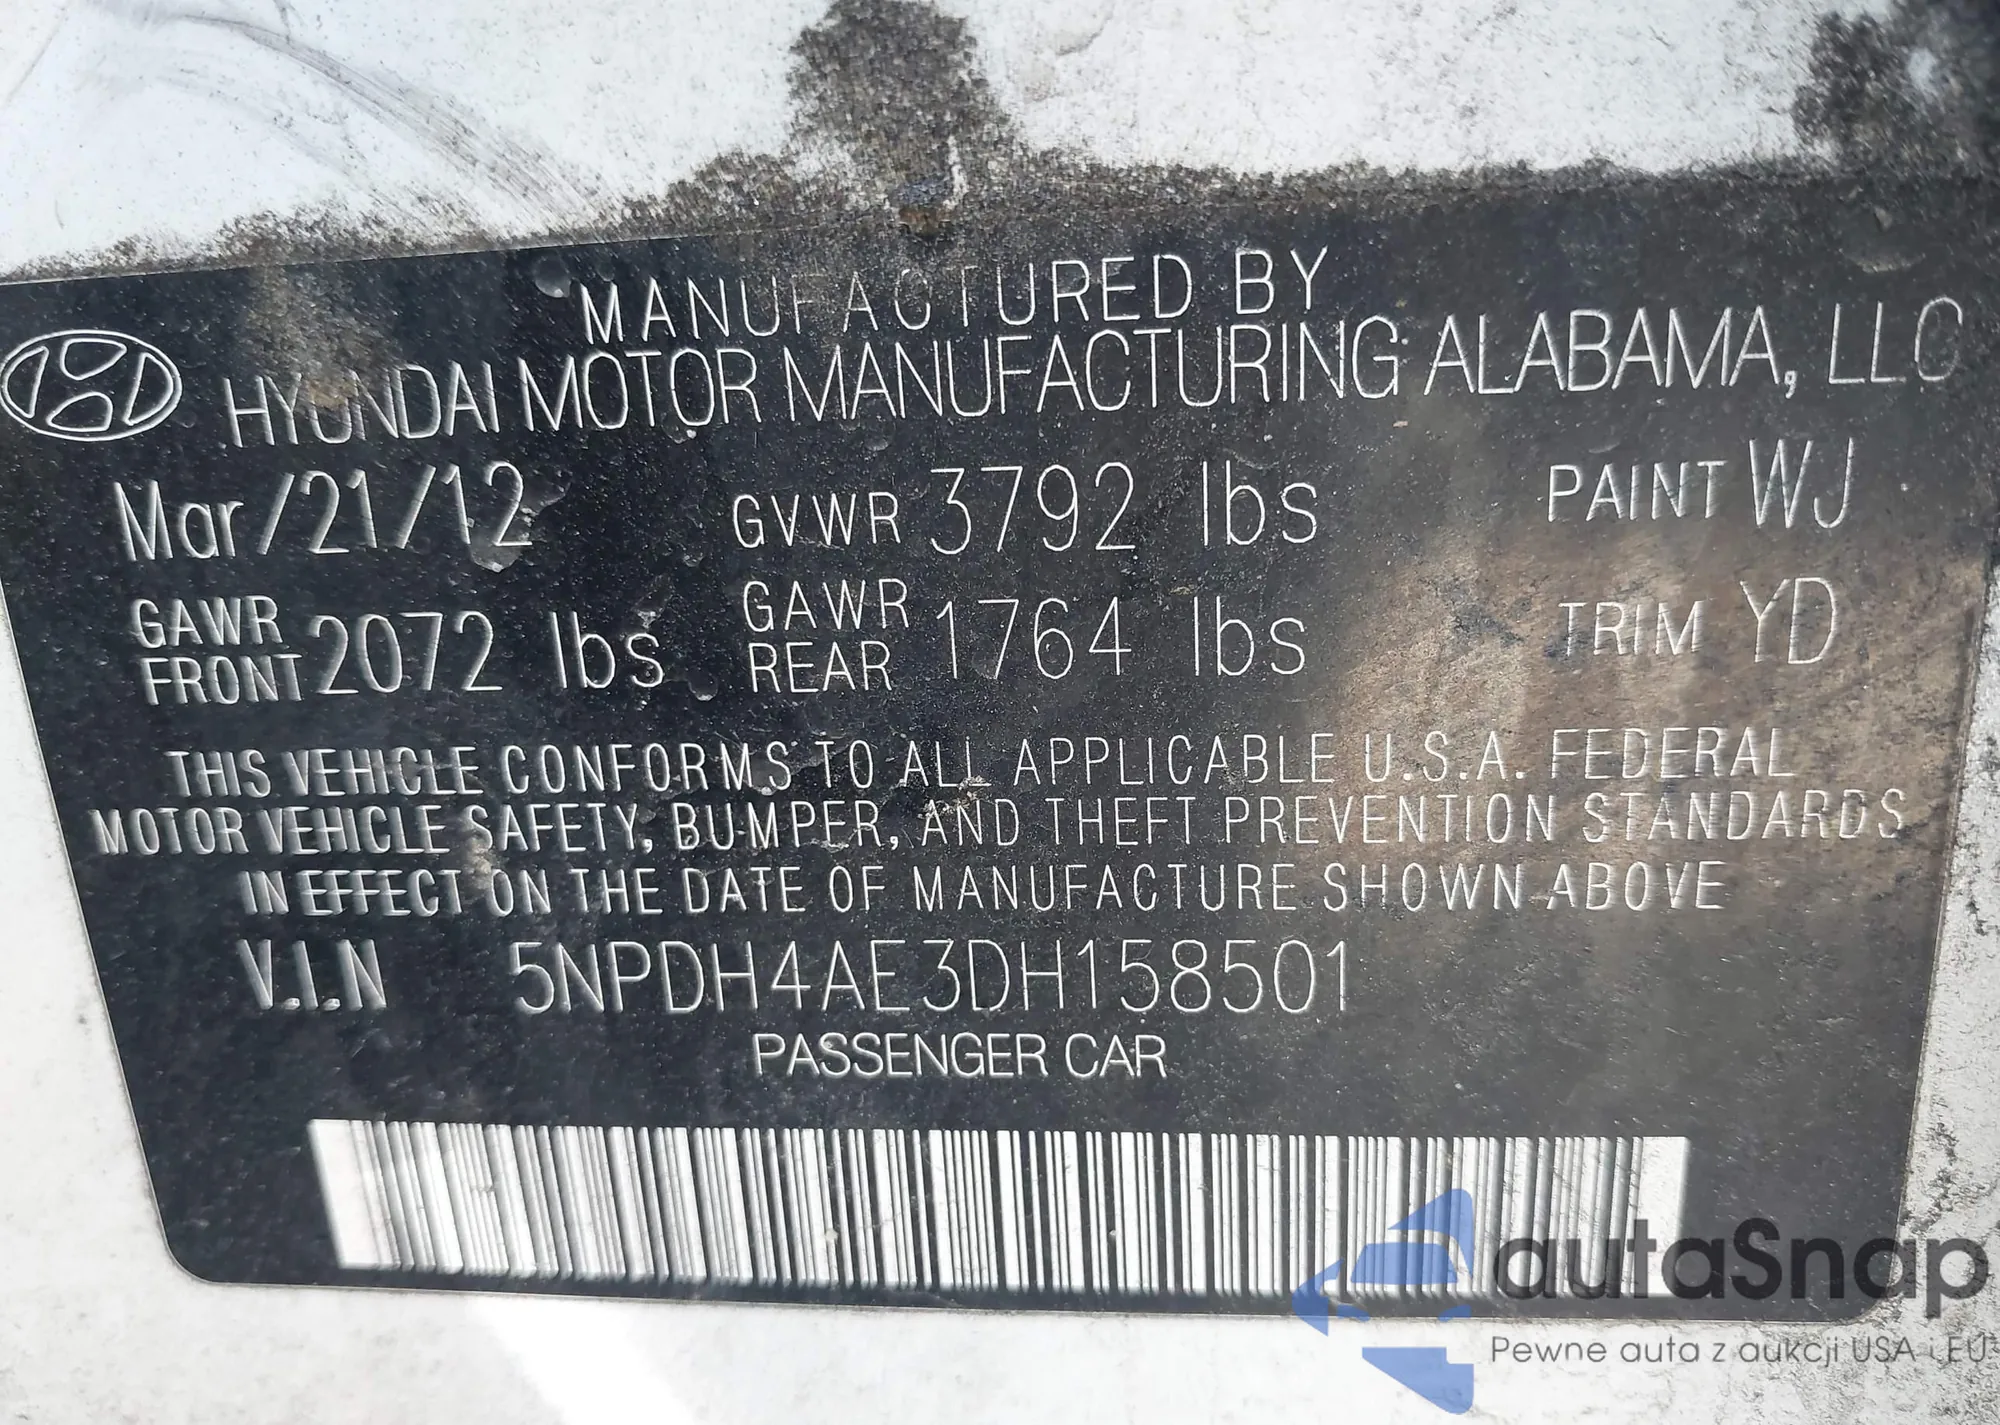 MANUFACTURED BY
HYUNDAI MOTOR MANUFACTURING ALABAMA, LLC
Mar/21/12 GVWR 3792 lbs PAINT WJ
GAWR FRONT 2072 lbs GAWR REAR 1764 lbs TRIM YD
THIS VEHICLE CONFORMS TO ALL APPLICABLE U.S.A. FEDERAL
MOTOR VEHICLE SAFETY, BUMPER, AND THEFT PREVENTION STANDARDS
IN EFFECT ON THE DATE OF MANUFACTURE SHOWN ABOVE
V.I.N 5NPDH4AE3DH158501
PASSENGER CAR
autaSnap
Pewne auta z aukcji USA i EU